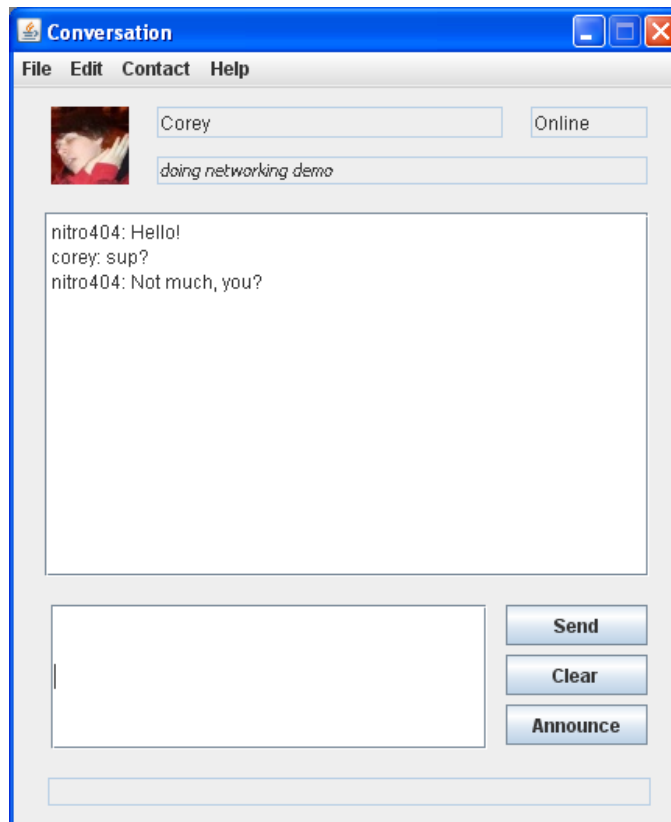 Conversation
File Edit Contact Help
Corey Online
doing networking demo
nitro404: Hello!
corey: sup?
nitro404: Not much, you?
Send
Clear
Announce